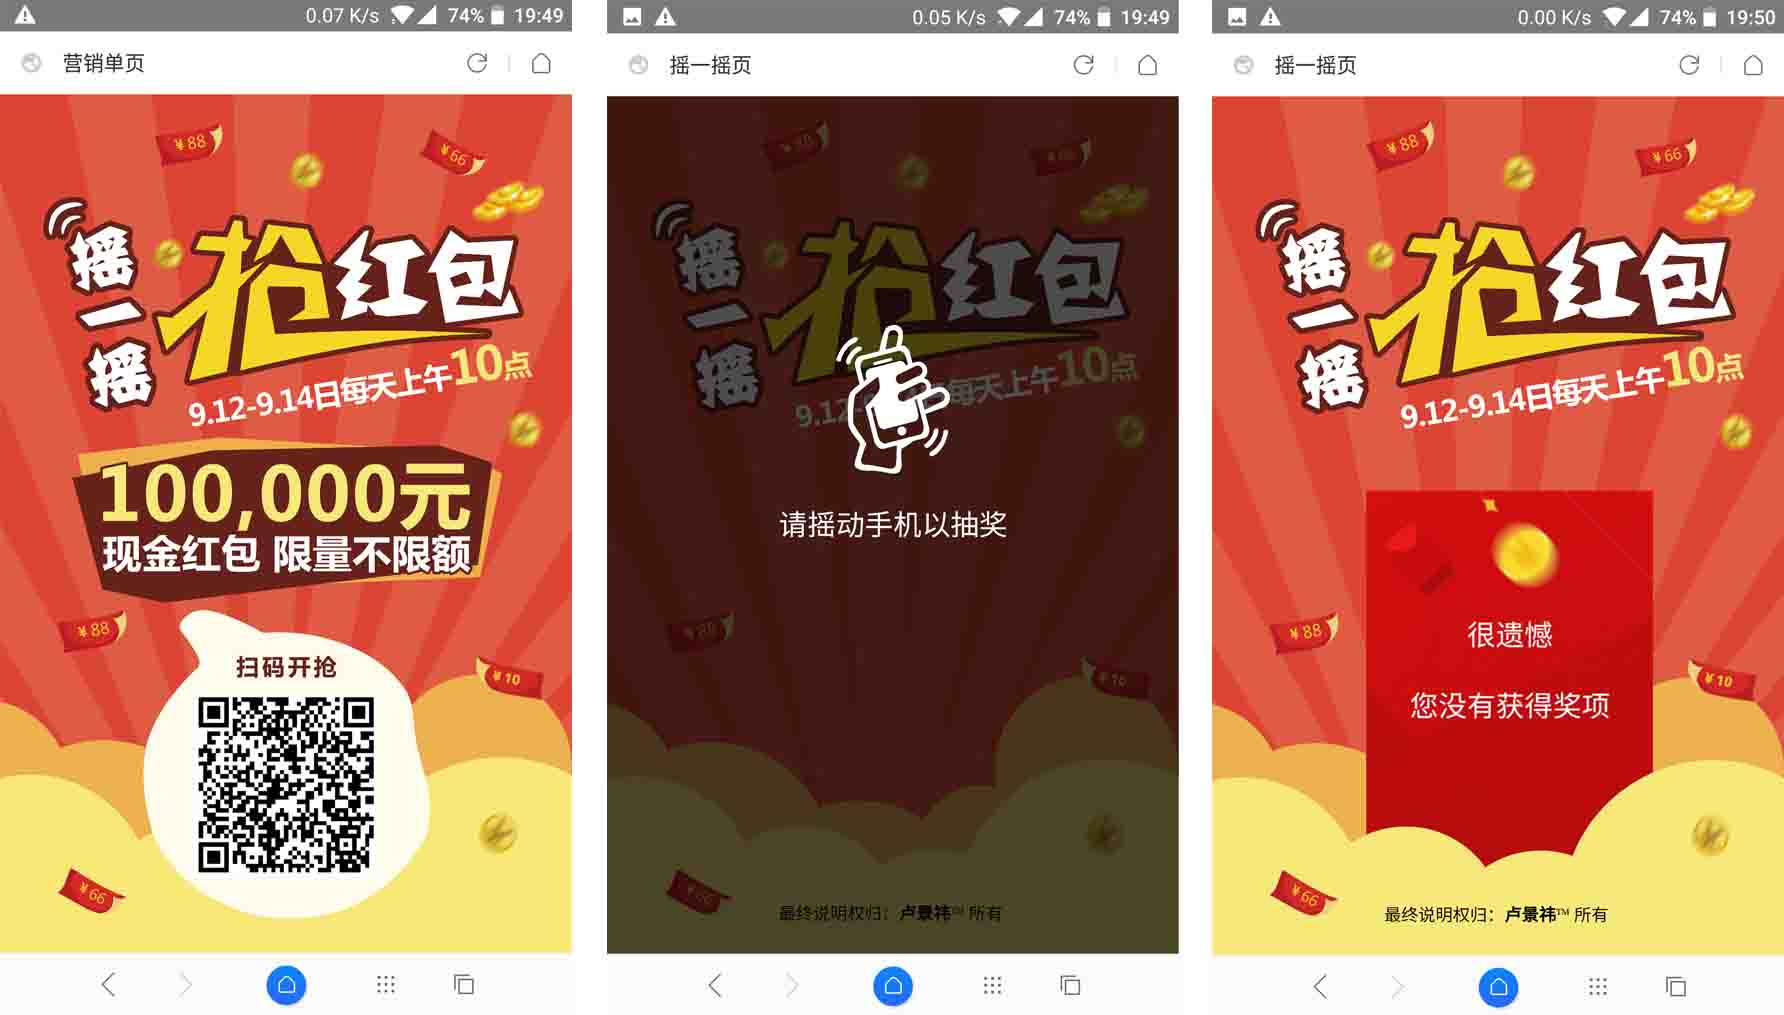 0.07 K/s 74% 19:49
营销单页
¥88
¥66
摇一摇
抢红包
9.12-9.14日每天上午10点
100,000元
现金红包 限量不限额
¥88
扫码开抢
¥10
¥66
0.05 K/s 74% 19:49
摇一摇页
¥88
¥66
摇一摇
抢红包
9.12-9.14日每天上午10点
请摇动手机以抽奖
¥88
¥10
¥66
最终说明权归：卢景祎™ 所有
0.00 K/s 74% 19:50
摇一摇页
¥88
¥66
摇一摇
抢红包
9.12-9.14日每天上午10点
很遗憾
¥88
您没有获得奖项
¥10
¥66
最终说明权归：卢景祎™ 所有